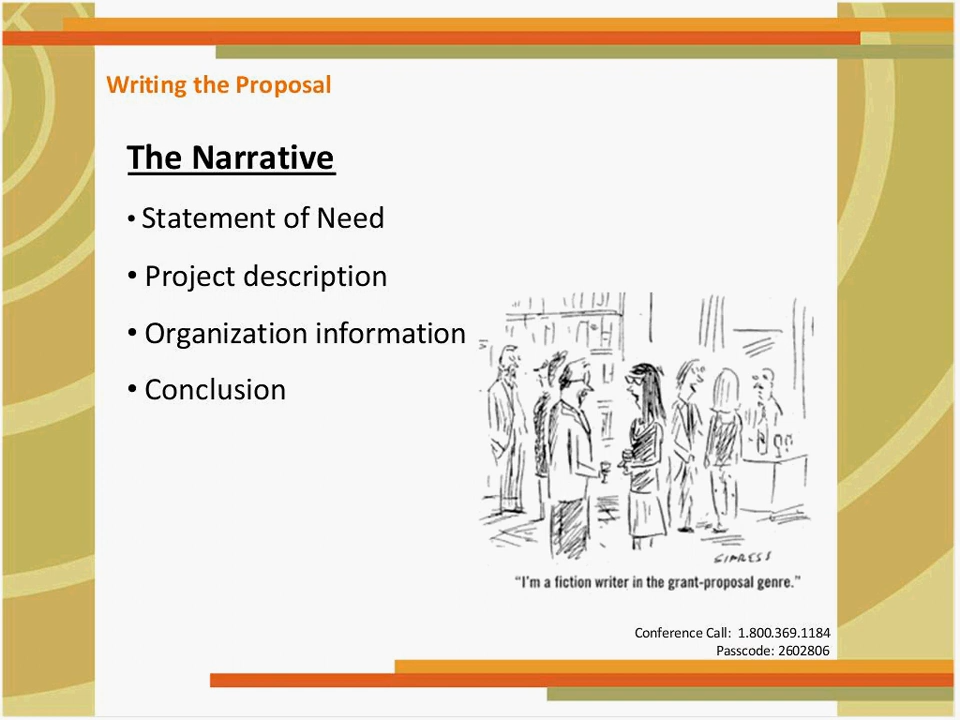 Writing the Proposal
The Narrative
• Statement of Need
• Project description
• Organization information
• Conclusion
SIPRESS
"I'm a fiction writer in the grant-proposal genre."
Conference Call: 1.800.369.1184
Passcode: 2602806